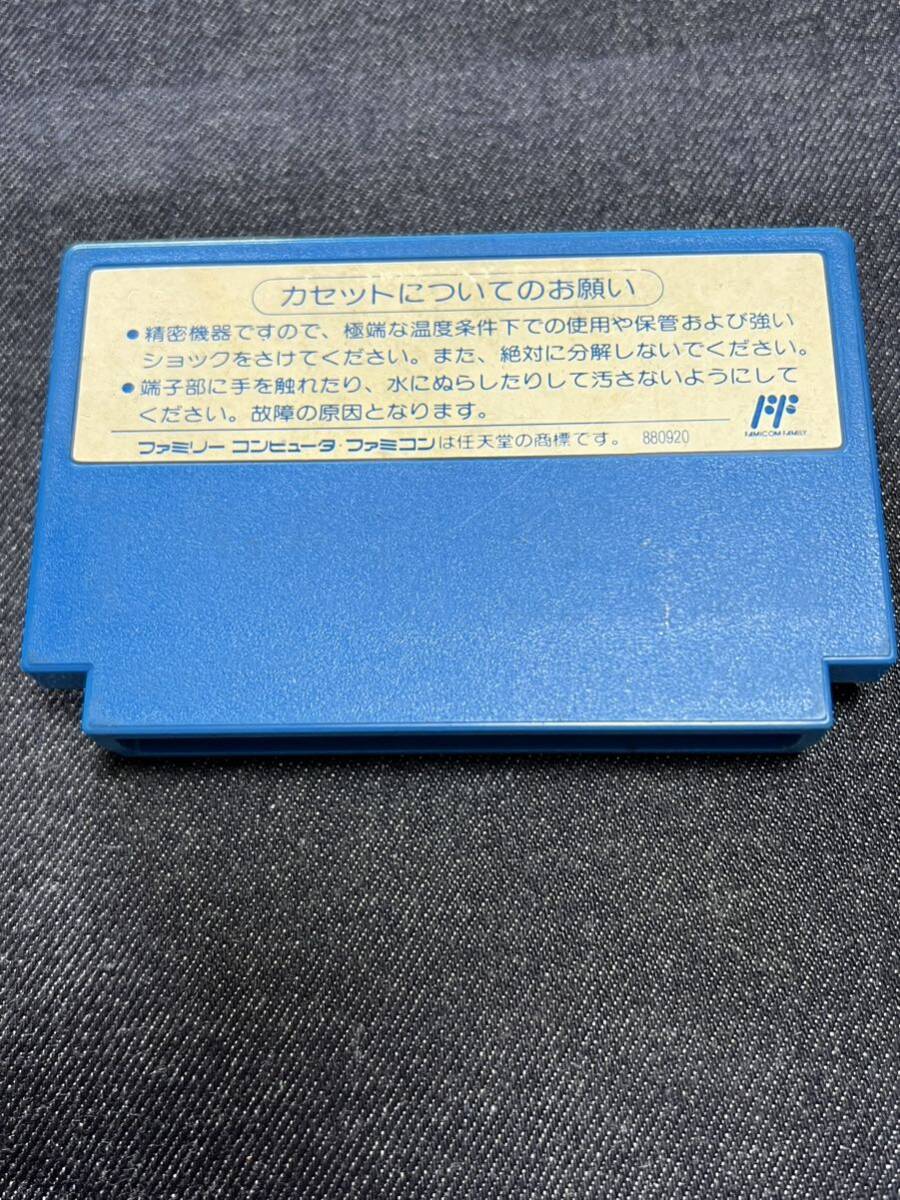 カセットについてのお願い
●精密機器ですので、極端な温度条件下での使用や保管および強い
ショックをさけてください。また、絶対に分解しないでください。
●端子部に手を触れたり、水にぬらしたりして汚さないようにして
ください。故障の原因となります。
FAMICOM FAMILY
ファミリーコンピュータ・ファミコンは任天堂の商標です。 880920